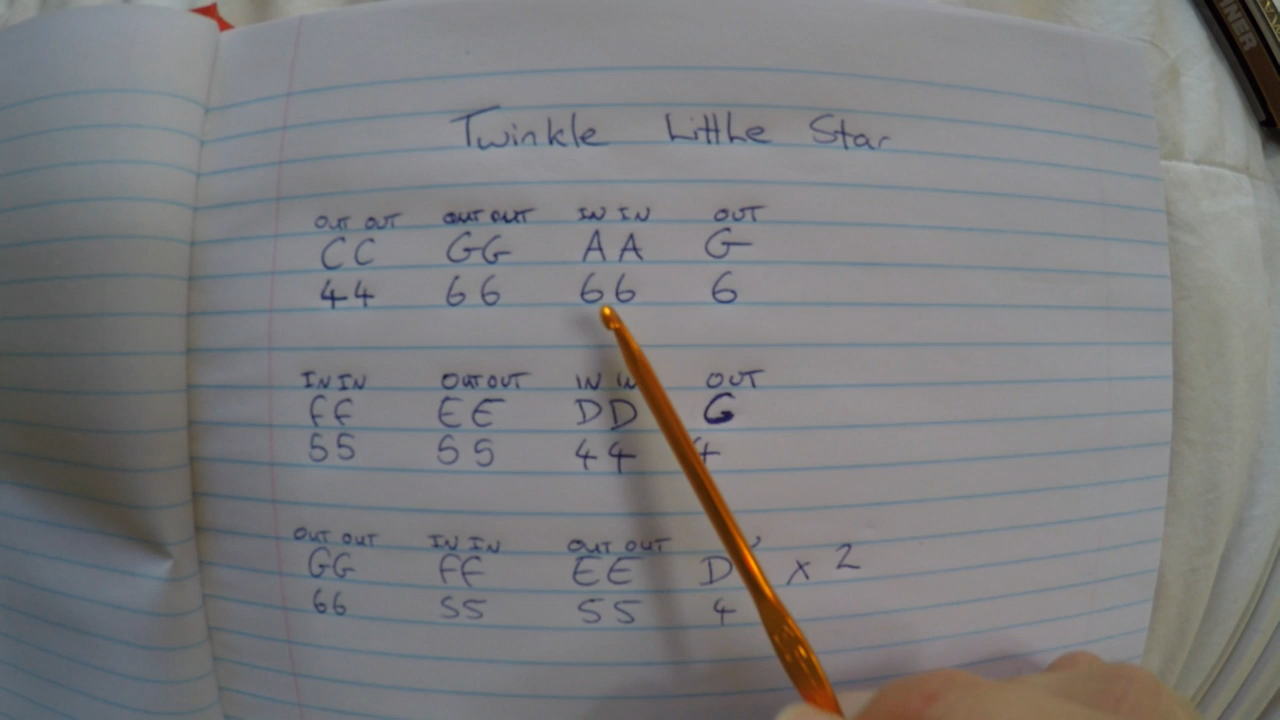 Twinkle Little Star
OUT OUT OUT OUT IN IN OUT
CC GG AA G
44 66 66 6
IN IN OUT OUT IN IN OUT
FF EE DD G
55 55 44 4
OUT OUT IN IN OUT OUT
GG FF EE D x 2
66 55 55 4